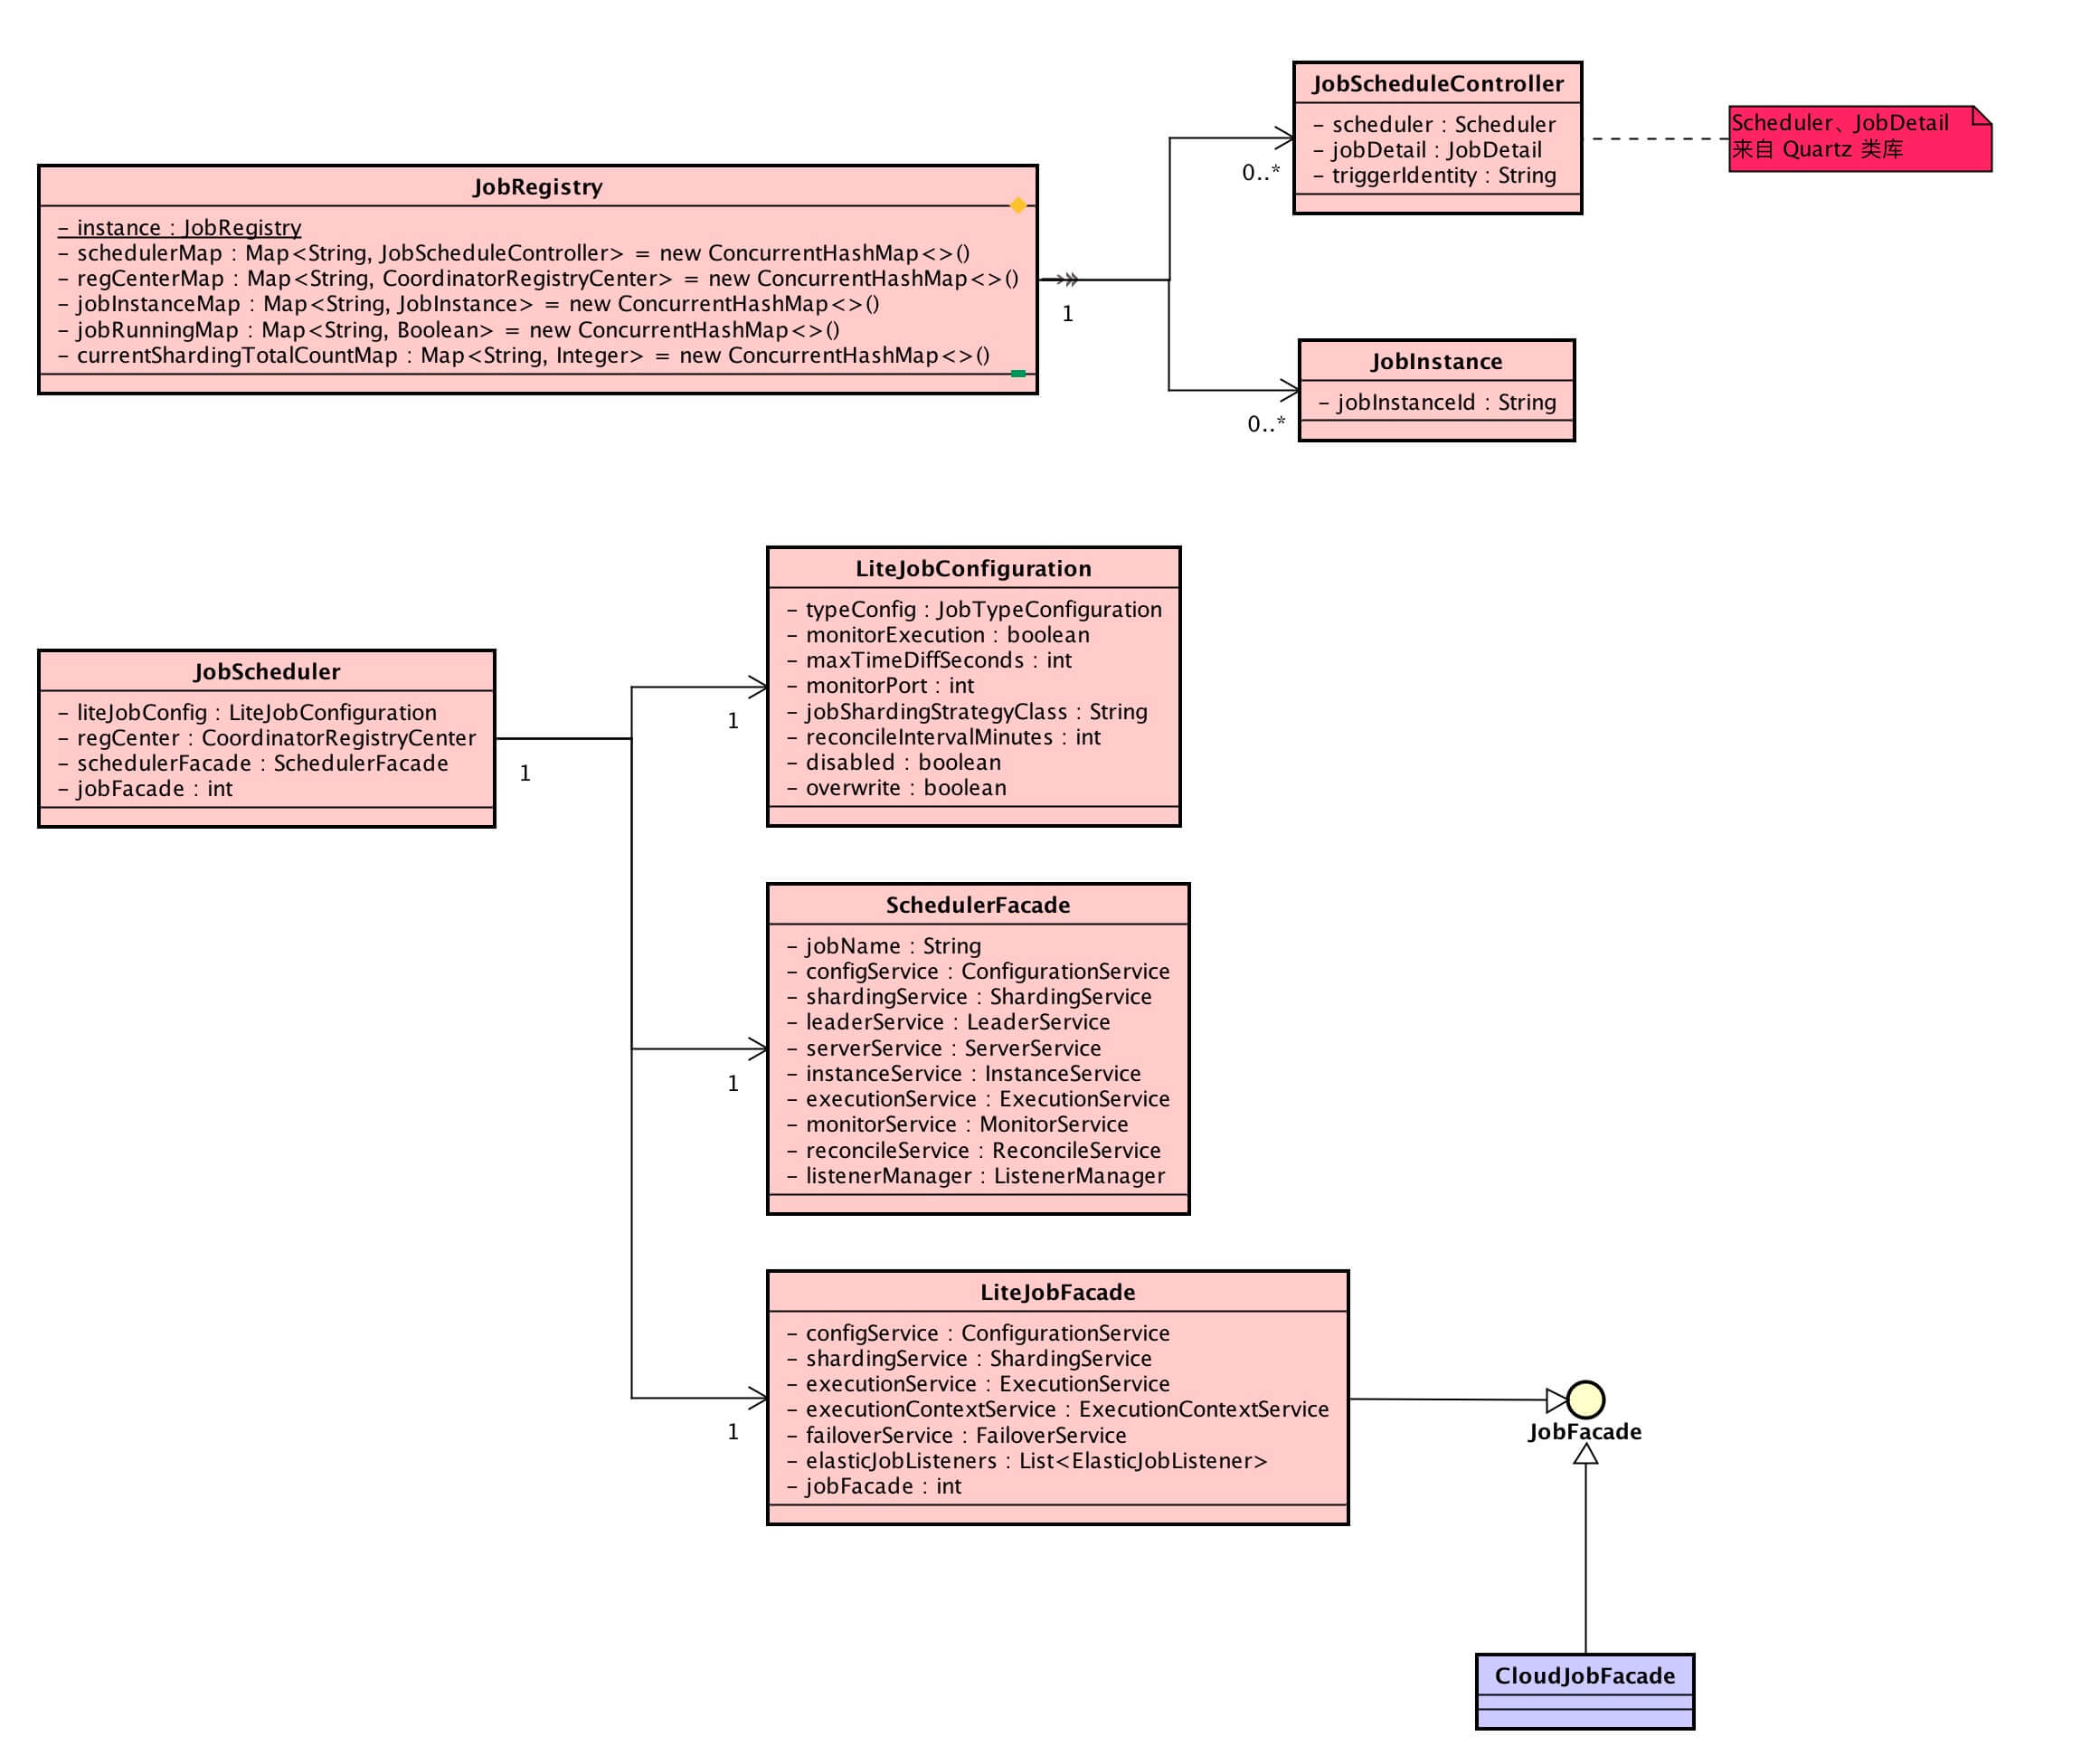 JobScheduleController
– scheduler : Scheduler
– jobDetail : JobDetail
– triggerIdentity : String
Scheduler、JobDetail
来自 Quartz 类库
0..*
JobRegistry
– instance : JobRegistry
– schedulerMap : Map<String, JobScheduleController> = new ConcurrentHashMap<>()
– regCenterMap : Map<String, CoordinatorRegistryCenter> = new ConcurrentHashMap<>()
– jobInstanceMap : Map<String, JobInstance> = new ConcurrentHashMap<>()
– jobRunningMap : Map<String, Boolean> = new ConcurrentHashMap<>()
– currentShardingTotalCountMap : Map<String, Integer> = new ConcurrentHashMap<>()
1
JobInstance
– jobInstanceId : String
0..*
LiteJobConfiguration
– typeConfig : JobTypeConfiguration
– monitorExecution : boolean
– maxTimeDiffSeconds : int
– monitorPort : int
– jobShardingStrategyClass : String
– reconcileIntervalMinutes : int
– disabled : boolean
– overwrite : boolean
JobScheduler
– liteJobConfig : LiteJobConfiguration
– regCenter : CoordinatorRegistryCenter
– schedulerFacade : SchedulerFacade
– jobFacade : int
1
1
SchedulerFacade
– jobName : String
– configService : ConfigurationService
– shardingService : ShardingService
– leaderService : LeaderService
– serverService : ServerService
– instanceService : InstanceService
– executionService : ExecutionService
– monitorService : MonitorService
– reconcileService : ReconcileService
– listenerManager : ListenerManager
1
LiteJobFacade
– configService : ConfigurationService
– shardingService : ShardingService
– executionService : ExecutionService
– executionContextService : ExecutionContextService
– failoverService : FailoverService
– elasticJobListeners : List<ElasticJobListener>
– jobFacade : int
1
JobFacade
CloudJobFacade